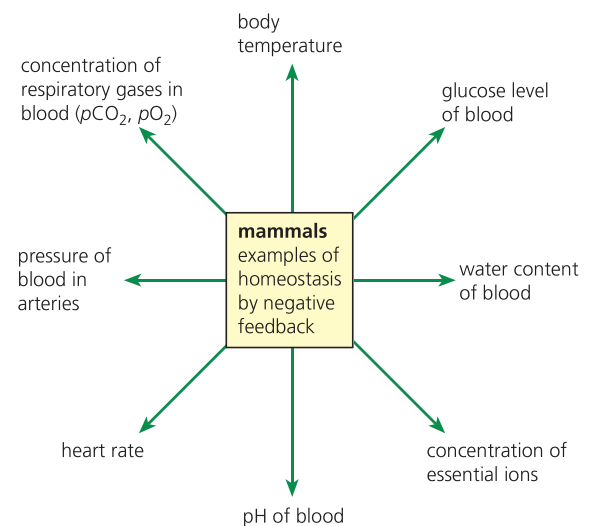 body
temperature
concentration of
respiratory gases in
blood (pCO₂, pO₂)
glucose level
of blood
mammals
examples of
homeostasis
by negative
feedback
pressure of
blood in
arteries
water content
of blood
heart rate
concentration of
essential ions
pH of blood